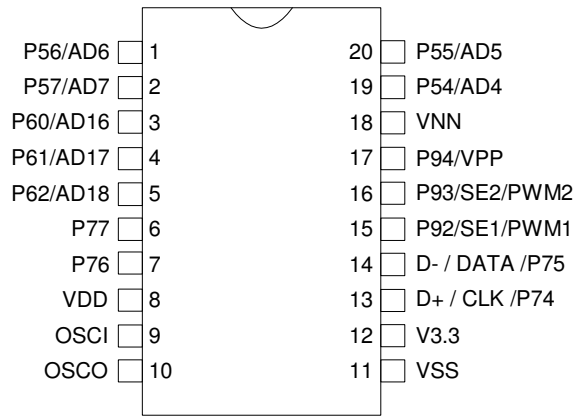 P56/AD6 1 20 P55/AD5
P57/AD7 2 19 P54/AD4
P60/AD16 3 18 VNN
P61/AD17 4 17 P94/VPP
P62/AD18 5 16 P93/SE2/PWM2
P77 6 15 P92/SE1/PWM1
P76 7 14 D- / DATA /P75
VDD 8 13 D+ / CLK /P74
OSCI 9 12 V3.3
OSCO 10 11 VSS